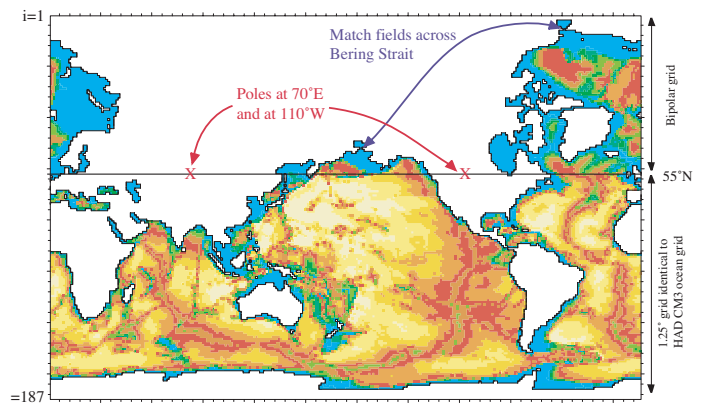 i=1
Match fields across
Bering Strait
Poles at 70˚E
and at 110˚W
X
X
Bipolar grid
55˚N
1.25° grid identical to
HAD CM3 ocean grid
=187